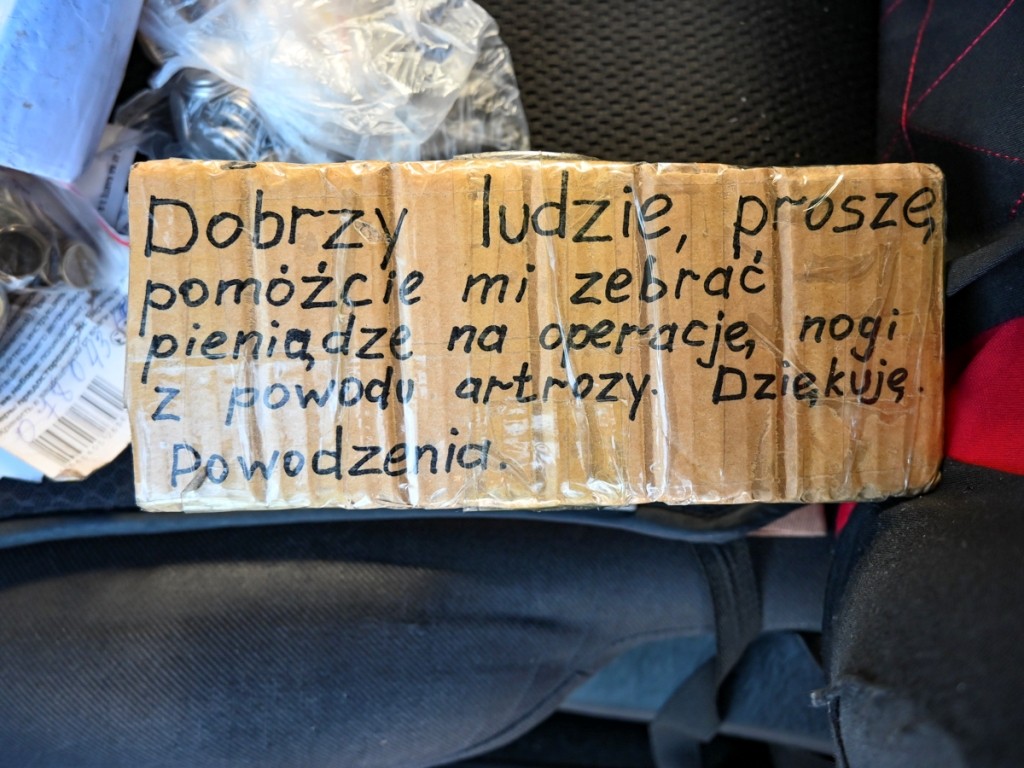 Dobrzy ludzie, proszę,
pomóżcie mi zebrać
pieniądze na operację, nogi
z powodu artrozy. Dziękuję.
Powodzenia.